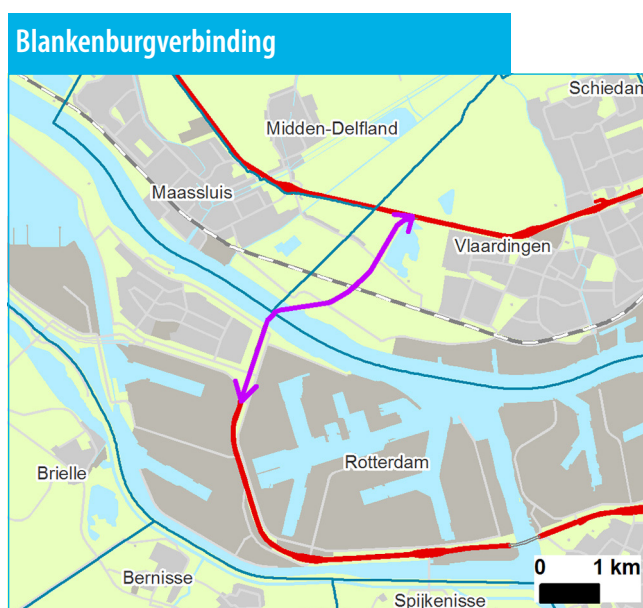 Blankenburgverbinding
Schiedam
Midden-Delfland
Maassluis
Vlaardingen
Rotterdam
Brielle
Bernisse
Spijkenisse
0 1 km